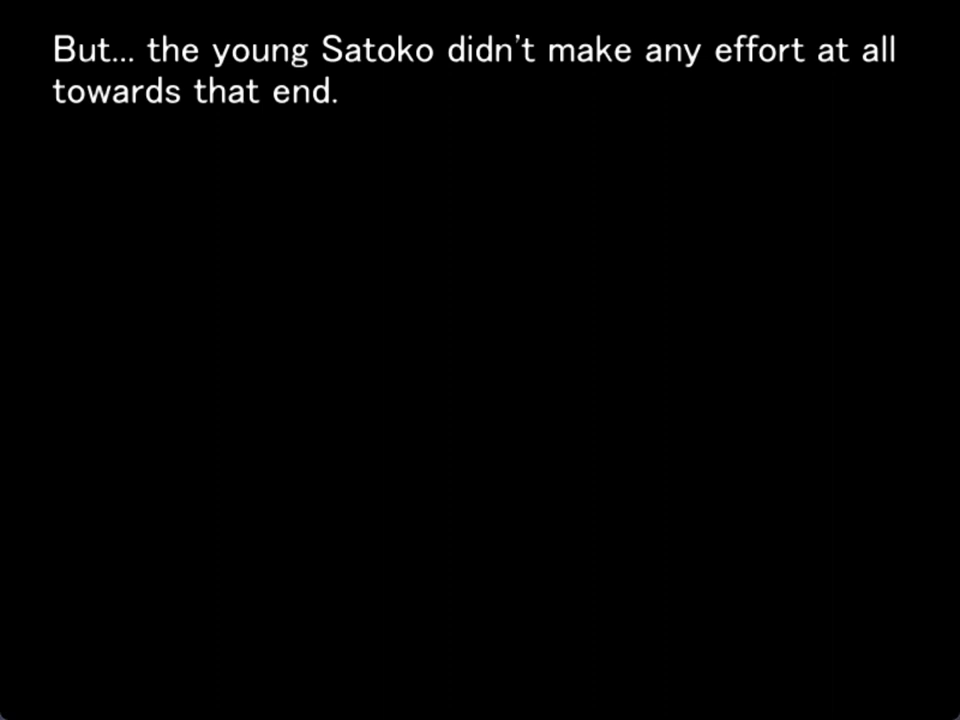 But... the young Satoko didn't make any effort at all
towards that end.